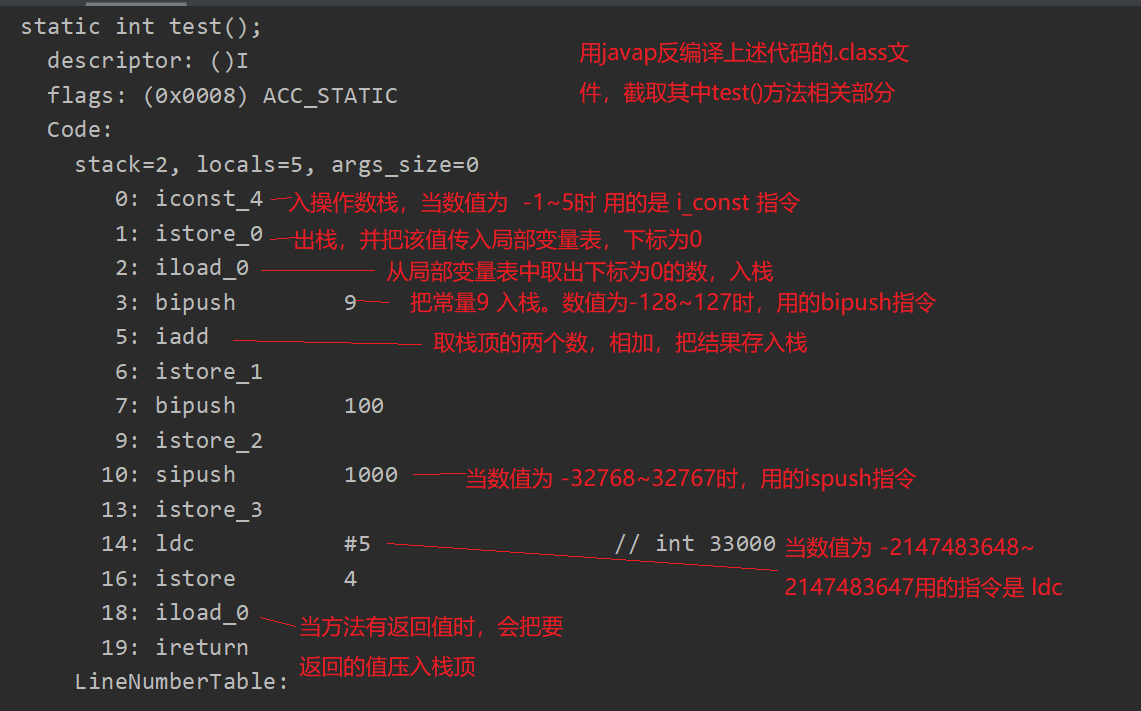 static int test();
用javap反编译上述代码的.class文
descriptor: ()I
件，截取其中test()方法相关部分
flags: (0x0008) ACC_STATIC
Code:
stack=2, locals=5, args_size=0
0: iconst_4 入操作数栈，当数值为 -1~5时 用的是 i_const 指令
1: istore_0 出栈，并把该值传入局部变量表，下标为0
2: iload_0 从局部变量表中取出下标为0的数，入栈
3: bipush 9 把常量9 入栈。数值为-128~127时，用的bipush指令
5: iadd 取栈顶的两个数，相加，把结果存入栈
6: istore_1
7: bipush 100
9: istore_2
10: sipush 1000 当数值为 -32768~32767时，用的ispush指令
13: istore_3
14: ldc #5 // int 33000 当数值为 -2147483648~
16: istore 4
2147483647用的指令是 ldc
18: iload_0 当方法有返回值时，会把要
19: ireturn
返回的值压入栈顶
LineNumberTable: